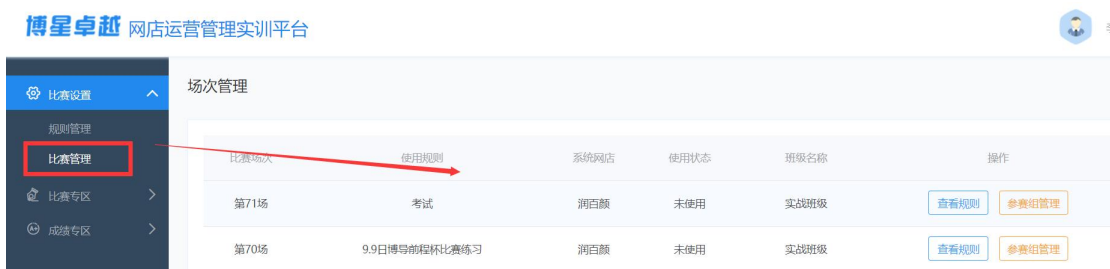 博星卓越 网店运营管理实训平台
比赛设置
规则管理
比赛管理
比赛专区
成绩专区
场次管理
比赛场次 使用规则 系统网店 使用状态 班级名称 操作
第71场 考试 润百颜 未使用 实战班级 查看规则 参赛组管理
第70场 9.9日博导前程杯比赛练习 润百颜 未使用 实战班级 查看规则 参赛组管理